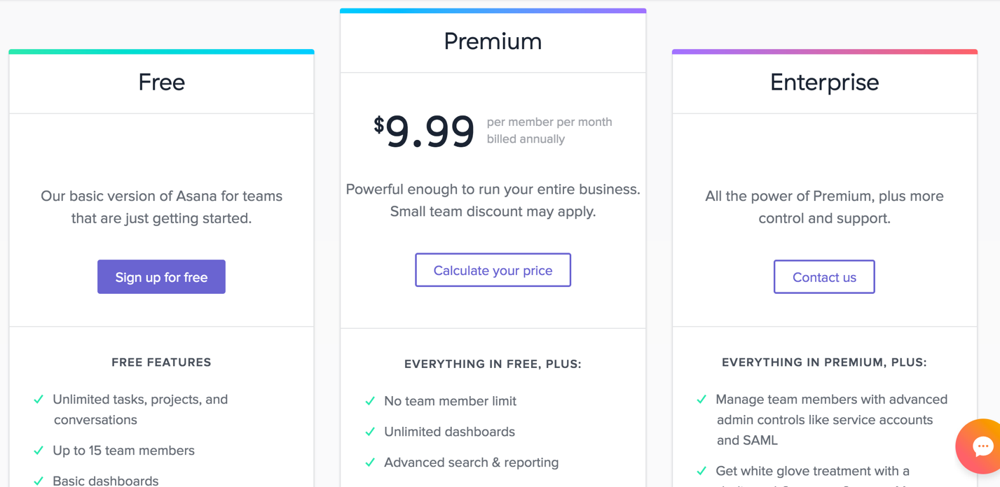 Free
Our basic version of Asana for teams
that are just getting started.
Sign up for free
FREE FEATURES
Unlimited tasks, projects, and
conversations
Up to 15 team members
Basic dashboards
Premium
$9.99
per member per month
billed annually
Powerful enough to run your entire business.
Small team discount may apply.
Calculate your price
EVERYTHING IN FREE, PLUS:
No team member limit
Unlimited dashboards
Advanced search & reporting
Enterprise
All the power of Premium, plus more
control and support.
Contact us
EVERYTHING IN PREMIUM, PLUS:
Manage team members with advanced
admin controls like service accounts
and SAML
Get white glove treatment with a